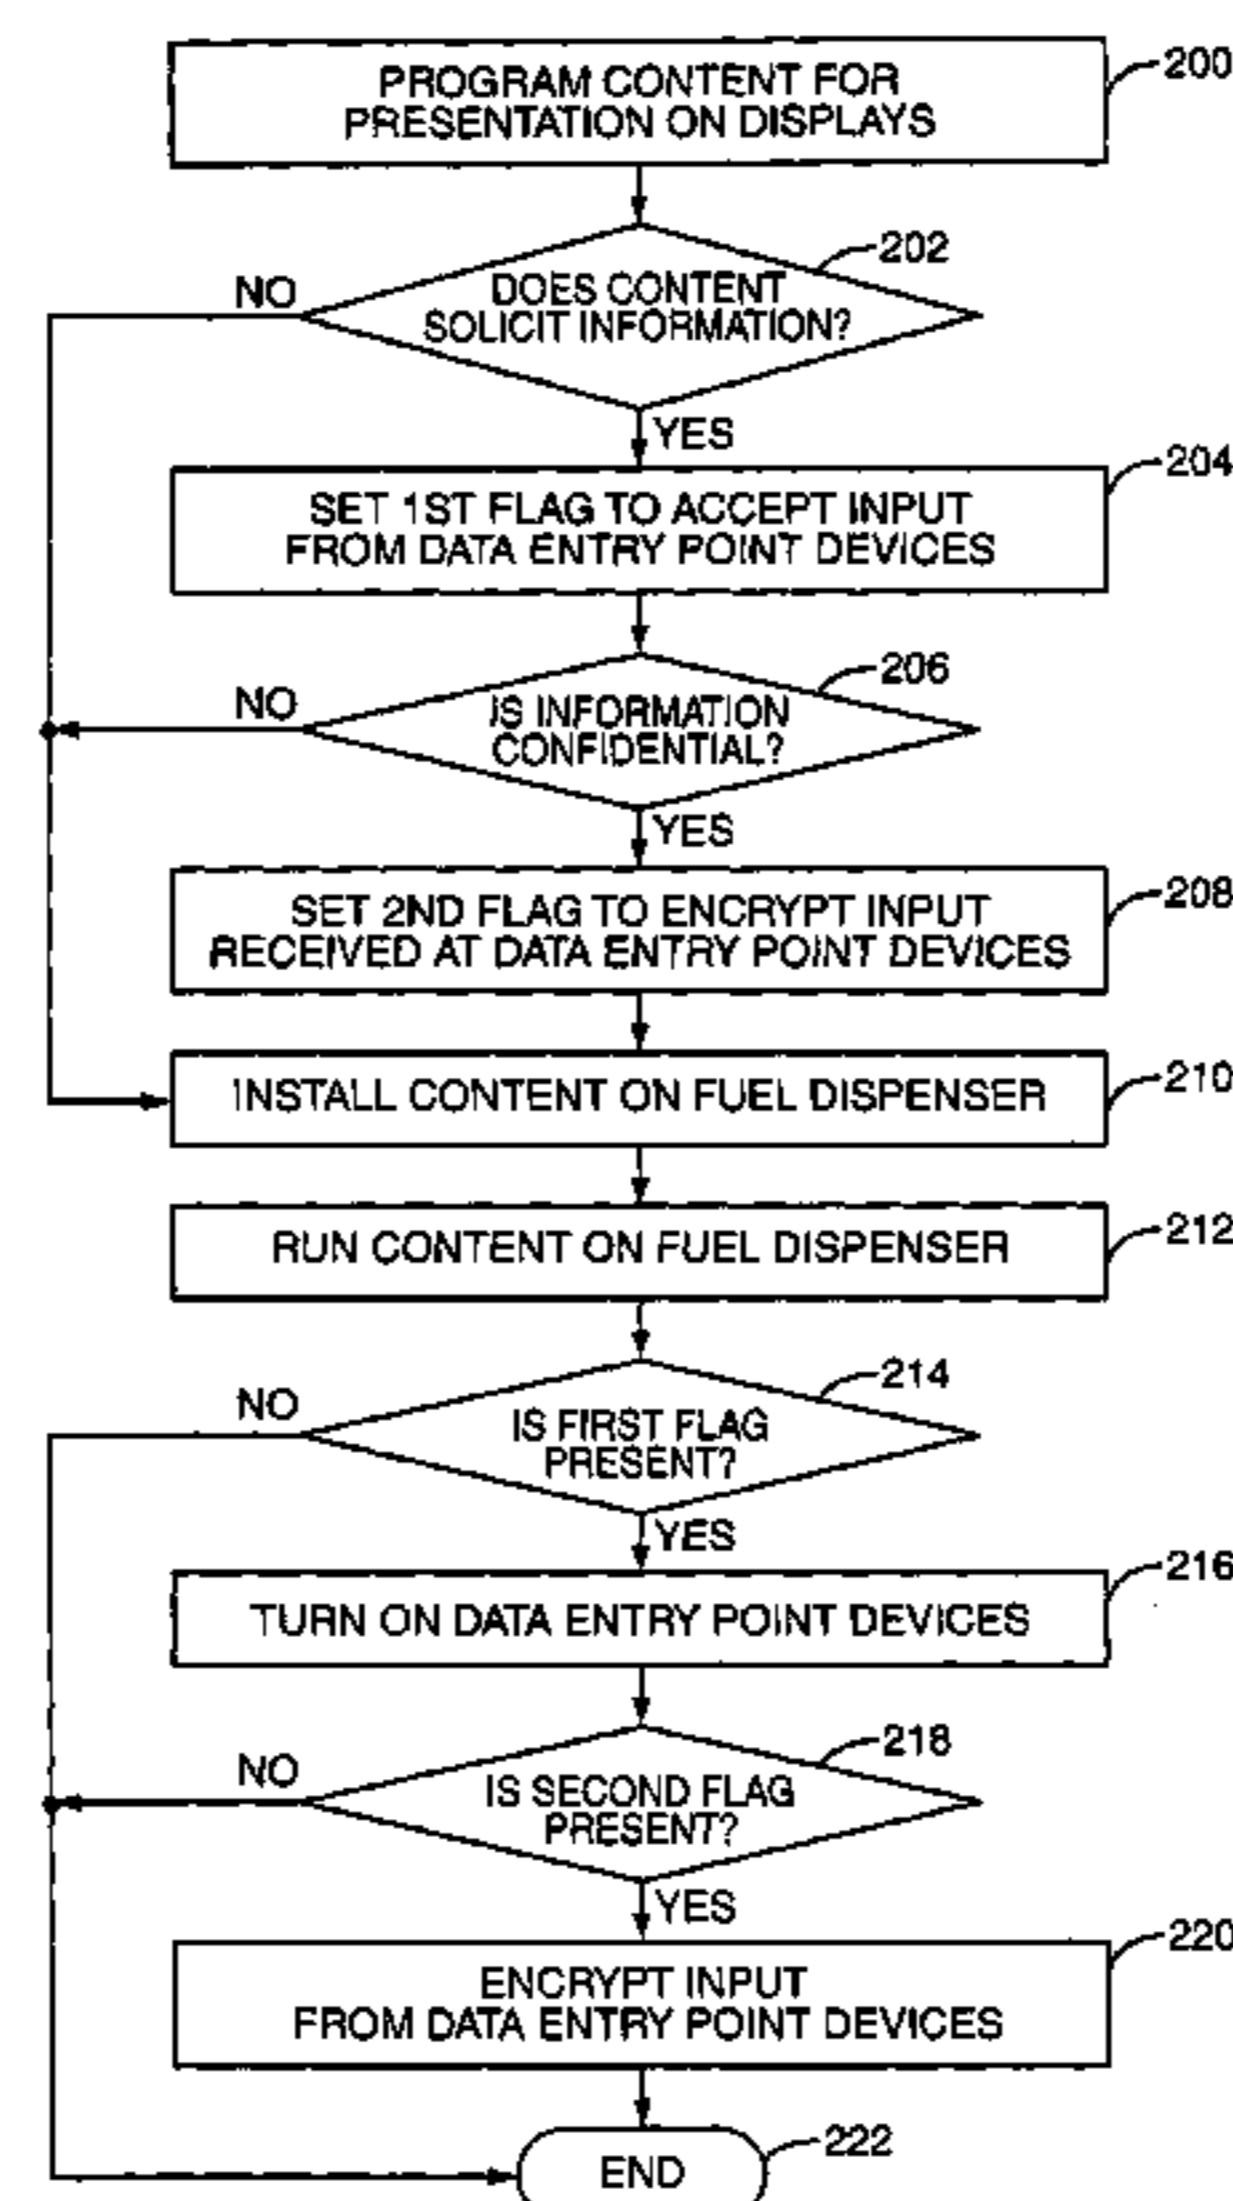 PROGRAM CONTENT FOR
PRESENTATION ON DISPLAYS
200
202
DOES CONTENT
SOLICIT INFORMATION?
NO
YES
204
SET 1ST FLAG TO ACCEPT INPUT
FROM DATA ENTRY POINT DEVICES
206
IS INFORMATION
CONFIDENTIAL?
NO
YES
208
SET 2ND FLAG TO ENCRYPT INPUT
RECEIVED AT DATA ENTRY POINT DEVICES
210
INSTALL CONTENT ON FUEL DISPENSER
212
RUN CONTENT ON FUEL DISPENSER
214
IS FIRST FLAG
PRESENT?
NO
YES
216
TURN ON DATA ENTRY POINT DEVICES
218
IS SECOND FLAG
PRESENT?
NO
YES
220
ENCRYPT INPUT
FROM DATA ENTRY POINT DEVICES
222
END